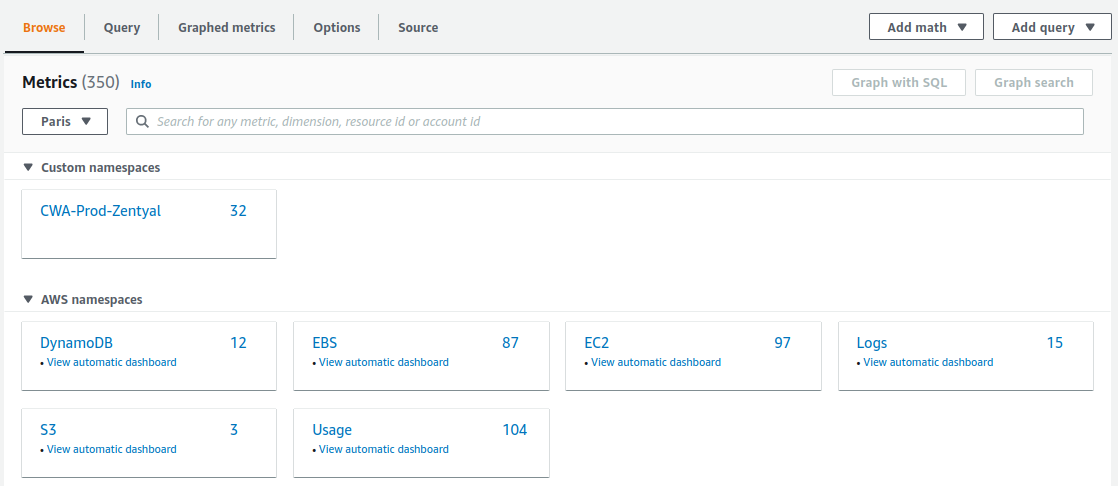 Browse Query Graphed metrics Options Source Add math ▼ Add query ▼
Metrics (350) Info Graph with SQL Graph search
Paris ▼ Search for any metric, dimension, resource id or account id
▼ Custom namespaces
CWA-Prod-Zentyal 32
▼ AWS namespaces
DynamoDB 12 EBS 87 EC2 97 Logs 15
• View automatic dashboard • View automatic dashboard • View automatic dashboard • View automatic dashboard
S3 3 Usage 104
• View automatic dashboard • View automatic dashboard